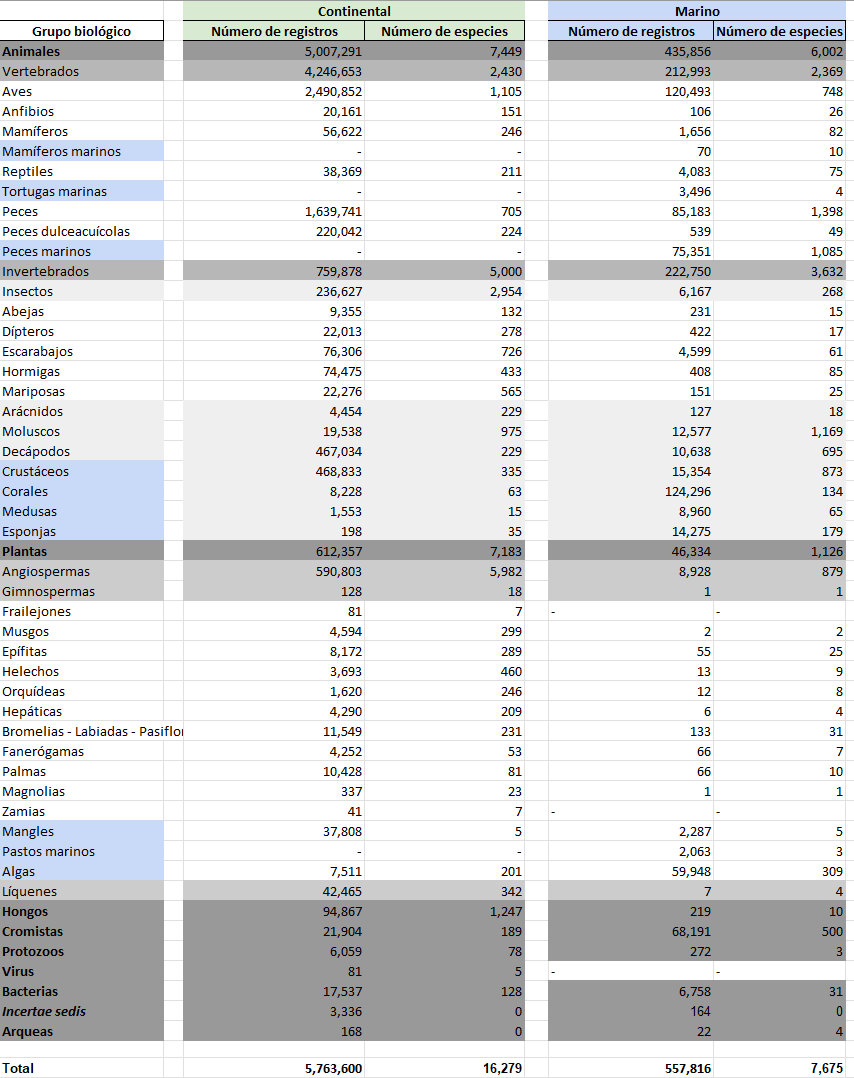 Continental Marino
Grupo biológico Número de registros Número de especies Número de registros Número de especies
Animales 5,007,291 7,449 435,856 6,002
Vertebrados 4,246,653 2,430 212,993 2,369
Aves 2,490,852 1,105 120,493 748
Anfibios 20,161 151 106 26
Mamíferos 56,622 246 1,656 82
Mamíferos marinos - - 70 10
Reptiles 38,369 211 4,083 75
Tortugas marinas - - 3,496 4
Peces 1,639,741 705 85,183 1,398
Peces dulceacuícolas 220,042 224 539 49
Peces marinos - - 75,351 1,085
Invertebrados 759,878 5,000 222,750 3,632
Insectos 236,627 2,954 6,167 268
Abejas 9,355 132 231 15
Dípteros 22,013 278 422 17
Escarabajos 76,306 726 4,599 61
Hormigas 74,475 433 408 85
Mariposas 22,276 565 151 25
Arácnidos 4,454 229 127 18
Moluscos 19,538 975 12,577 1,169
Decápodos 467,034 229 10,638 695
Crustáceos 468,833 335 15,354 873
Corales 8,228 63 124,296 134
Medusas 1,553 15 8,960 65
Esponjas 198 35 14,275 179
Plantas 612,357 7,183 46,334 1,126
Angiospermas 590,803 5,982 8,928 879
Gimnospermas 128 18 1 1
Frailejones 81 7 - -
Musgos 4,594 299 2 2
Epífitas 8,172 289 55 25
Helechos 3,693 460 13 9
Orquídeas 1,620 246 12 8
Hepáticas 4,290 209 6 4
Bromelias - Labiadas - Pasiflor 11,549 231 133 31
Fanerógamas 4,252 53 66 7
Palmas 10,428 81 66 10
Magnolias 337 23 1 1
Zamias 41 7 - -
Mangles 37,808 5 2,287 5
Pastos marinos - - 2,063 3
Algas 7,511 201 59,948 309
Líquenes 42,465 342 7 4
Hongos 94,867 1,247 219 10
Cromistas 21,904 189 68,191 500
Protozoos 6,059 78 272 3
Virus 81 5 - -
Bacterias 17,537 128 6,758 31
Incertae sedis 3,336 0 164 0
Arqueas 168 0 22 4
Total 5,763,600 16,279 557,816 7,675